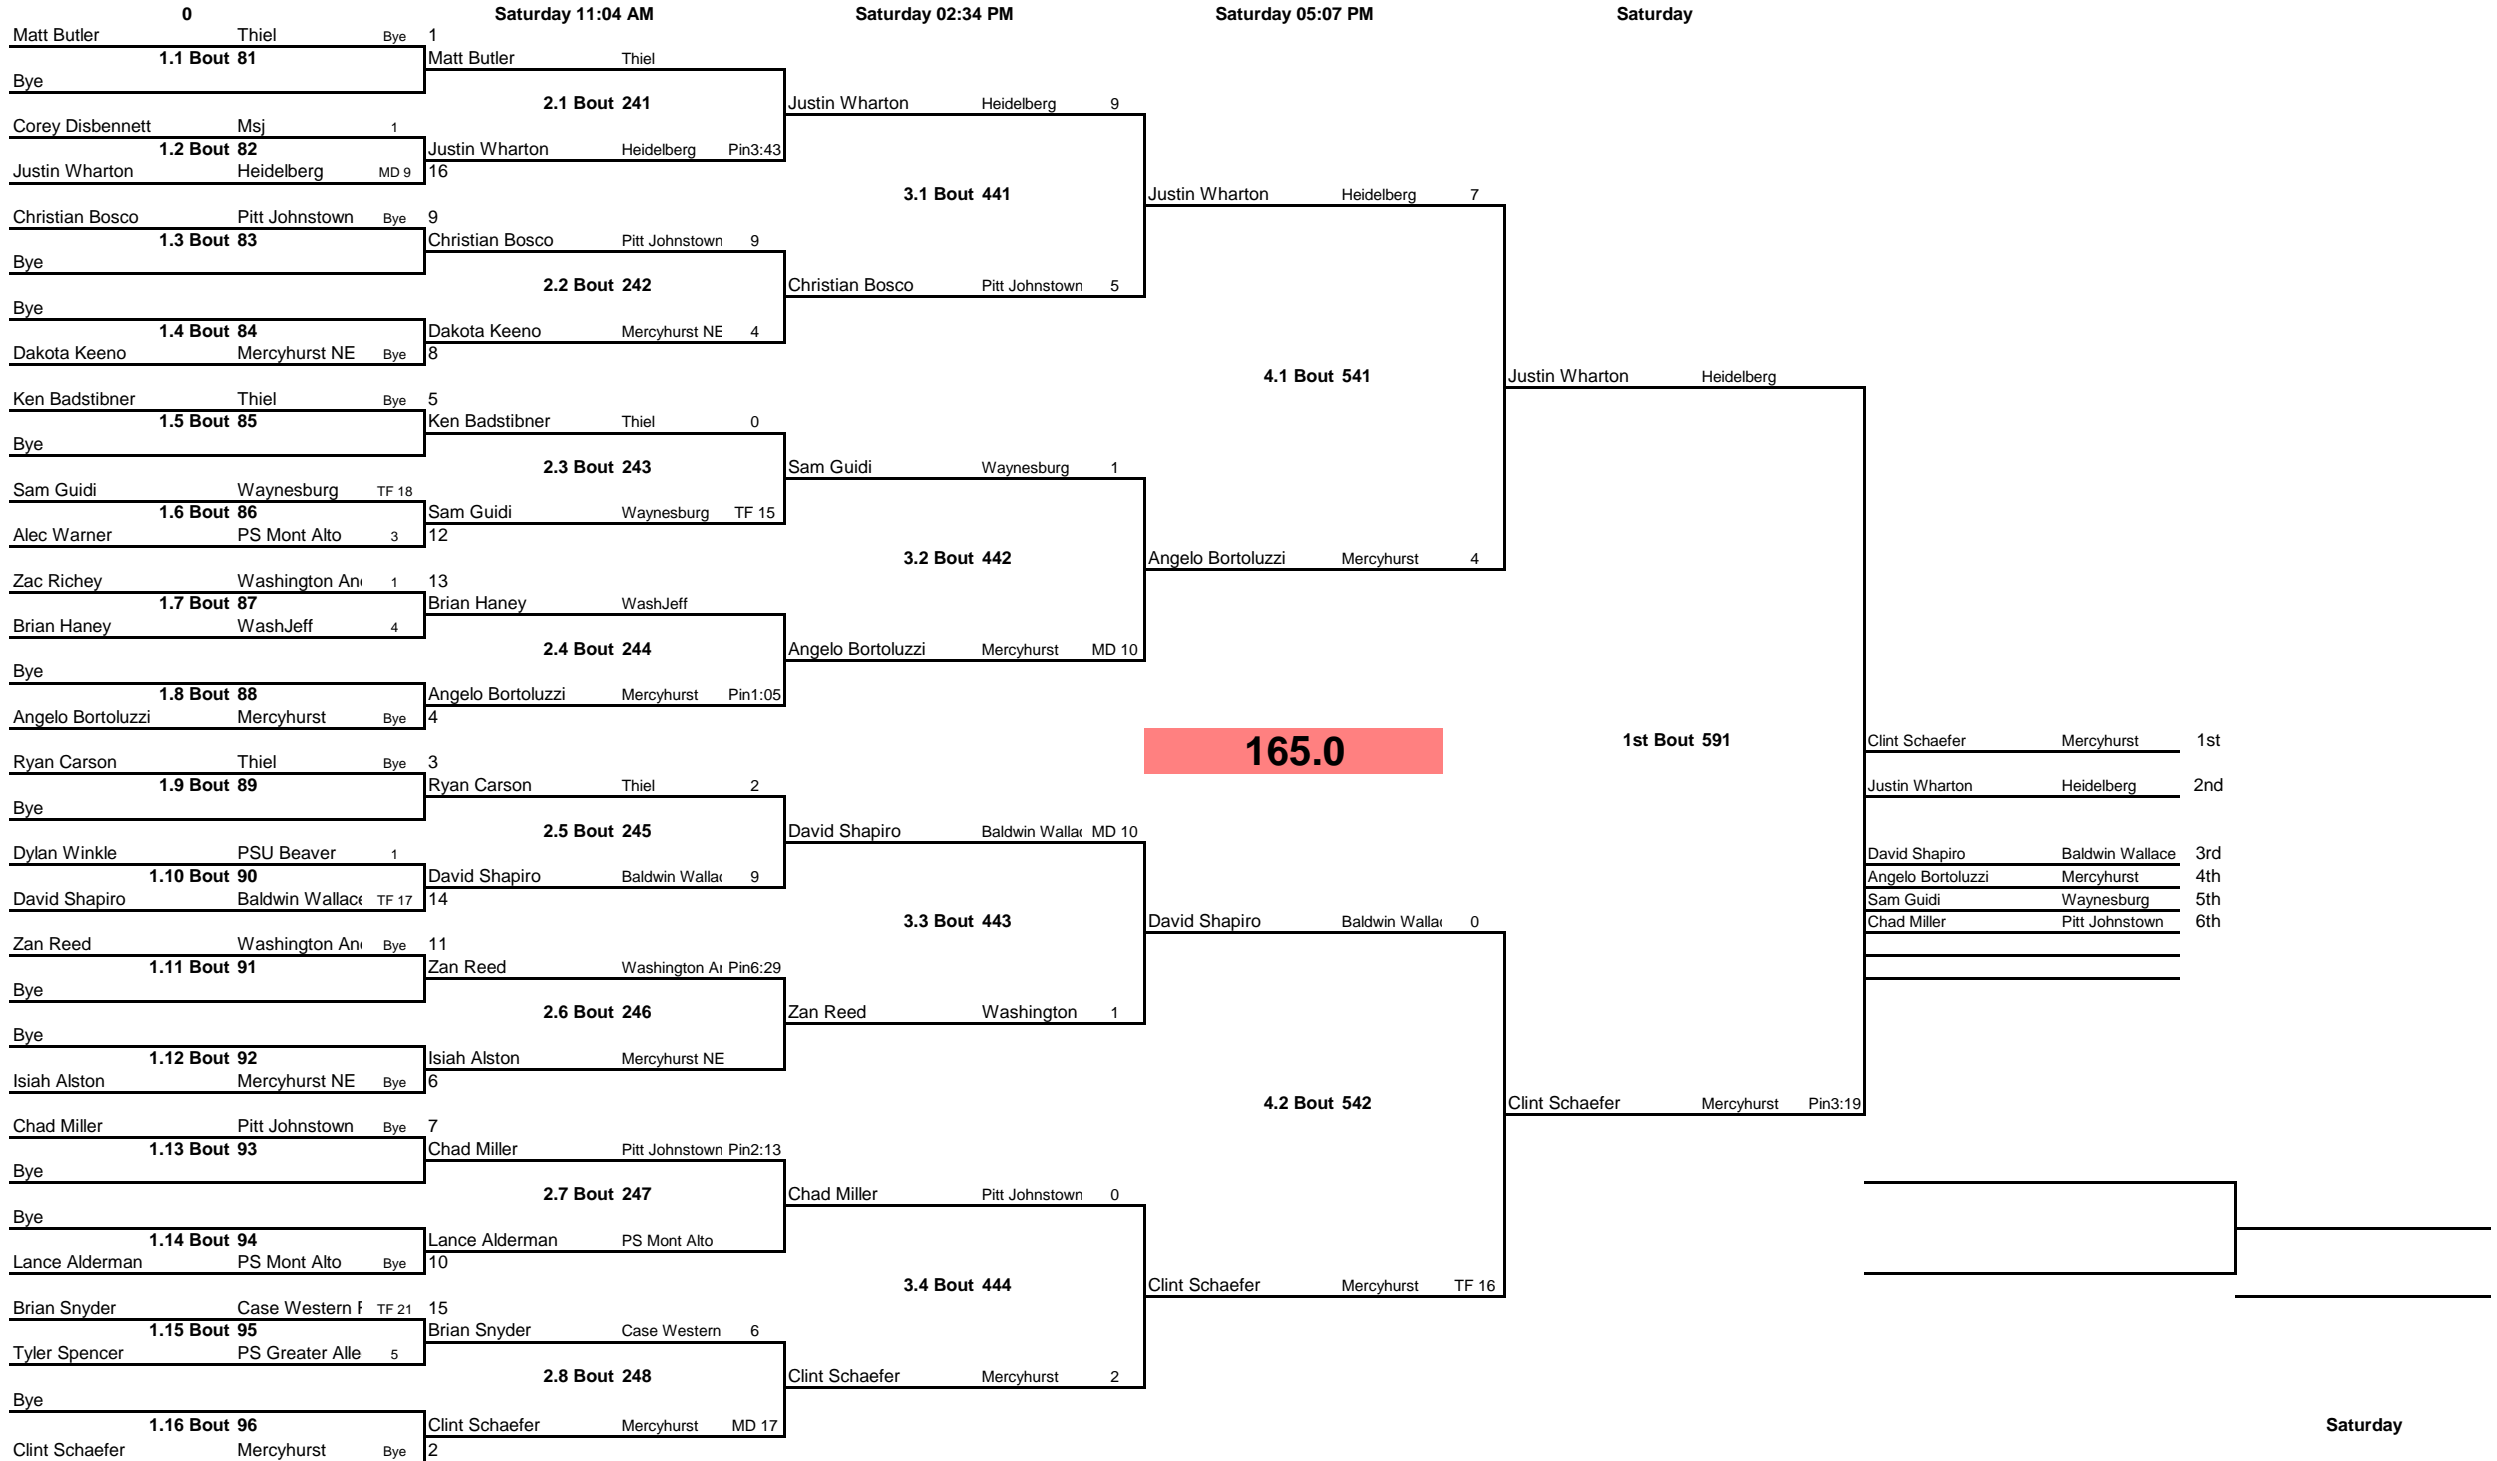 0 Saturday 11:04 AM Saturday 02:34 PM Saturday 05:07 PM Saturday
Matt Butler Thiel Bye 1
1.1 Bout 81 Matt Butler Thiel
Bye
2.1 Bout 241 Justin Wharton Heidelberg 9
Corey Disbennett Msj 1
1.2 Bout 82 Justin Wharton Heidelberg Pin3:43
Justin Wharton Heidelberg MD 9 16
3.1 Bout 441 Justin Wharton Heidelberg 7
Christian Bosco Pitt Johnstown Bye 9
1.3 Bout 83 Christian Bosco Pitt Johnstown 9
Bye
2.2 Bout 242 Christian Bosco Pitt Johnstown 5
Bye
1.4 Bout 84 Dakota Keeno Mercyhurst NE 4
Dakota Keeno Mercyhurst NE Bye 8
4.1 Bout 541 Justin Wharton Heidelberg
Ken Badstibner Thiel Bye 5
1.5 Bout 85 Ken Badstibner Thiel 0
Bye
2.3 Bout 243 Sam Guidi Waynesburg 1
Sam Guidi Waynesburg TF 18
1.6 Bout 86 Sam Guidi Waynesburg TF 15
Alec Warner PS Mont Alto 3 12
3.2 Bout 442 Angelo Bortoluzzi Mercyhurst 4
Zac Richey Washington An 1 13
1.7 Bout 87 Brian Haney WashJeff
Brian Haney WashJeff 4
2.4 Bout 244 Angelo Bortoluzzi Mercyhurst MD 10
Bye
1.8 Bout 88 Angelo Bortoluzzi Mercyhurst Pin1:05
Angelo Bortoluzzi Mercyhurst Bye 4
165.0 1st Bout 591 Clint Schaefer Mercyhurst 1st
Ryan Carson Thiel Bye 3
1.9 Bout 89 Ryan Carson Thiel 2 Justin Wharton Heidelberg 2nd
Bye
2.5 Bout 245 David Shapiro Baldwin Walla MD 10
Dylan Winkle PSU Beaver 1 David Shapiro Baldwin Wallace 3rd
1.10 Bout 90 David Shapiro Baldwin Walla 9 Angelo Bortoluzzi Mercyhurst 4th
David Shapiro Baldwin Wallace TF 17 14 Sam Guidi Waynesburg 5th
3.3 Bout 443 David Shapiro Baldwin Walla 0 Chad Miller Pitt Johnstown 6th
Zan Reed Washington An Bye 11
1.11 Bout 91 Zan Reed Washington A Pin6:29
Bye
2.6 Bout 246 Zan Reed Washington 1
Bye
1.12 Bout 92 Isiah Alston Mercyhurst NE
Isiah Alston Mercyhurst NE Bye 6
4.2 Bout 542 Clint Schaefer Mercyhurst Pin3:19
Chad Miller Pitt Johnstown Bye 7
1.13 Bout 93 Chad Miller Pitt Johnstown Pin2:13
Bye
2.7 Bout 247 Chad Miller Pitt Johnstown 0
Bye
1.14 Bout 94 Lance Alderman PS Mont Alto
Lance Alderman PS Mont Alto Bye 10
3.4 Bout 444 Clint Schaefer Mercyhurst TF 16
Brian Snyder Case Western TF 21 15
1.15 Bout 95 Brian Snyder Case Western 6
Tyler Spencer PS Greater Alle 5
2.8 Bout 248 Clint Schaefer Mercyhurst 2
Bye
1.16 Bout 96 Clint Schaefer Mercyhurst MD 17 Saturday
Clint Schaefer Mercyhurst Bye 2